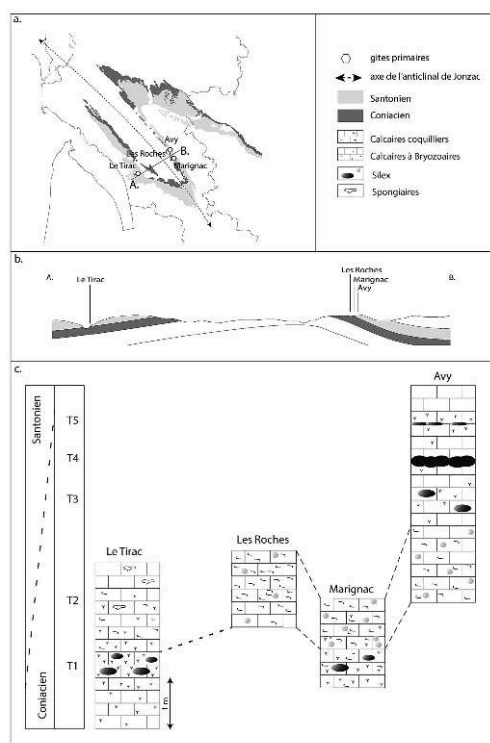 a.
gites primaires
axe de l'anticlinal de Jonzac
Santonien
Coniacien
Calcaires coquilliers
Calcaires à Bryozoaires
Silex
Spongiaires
Avy
Les Roches
B.
Le Tirac
Marignac
A.
b.
A.
Le Tirac
Les Roches
Marignac
Avy
B.
c.
Avy
Santonien
T5
T4
T3
Le Tirac
Les Roches
Marignac
T2
T1
Coniacien
1 m